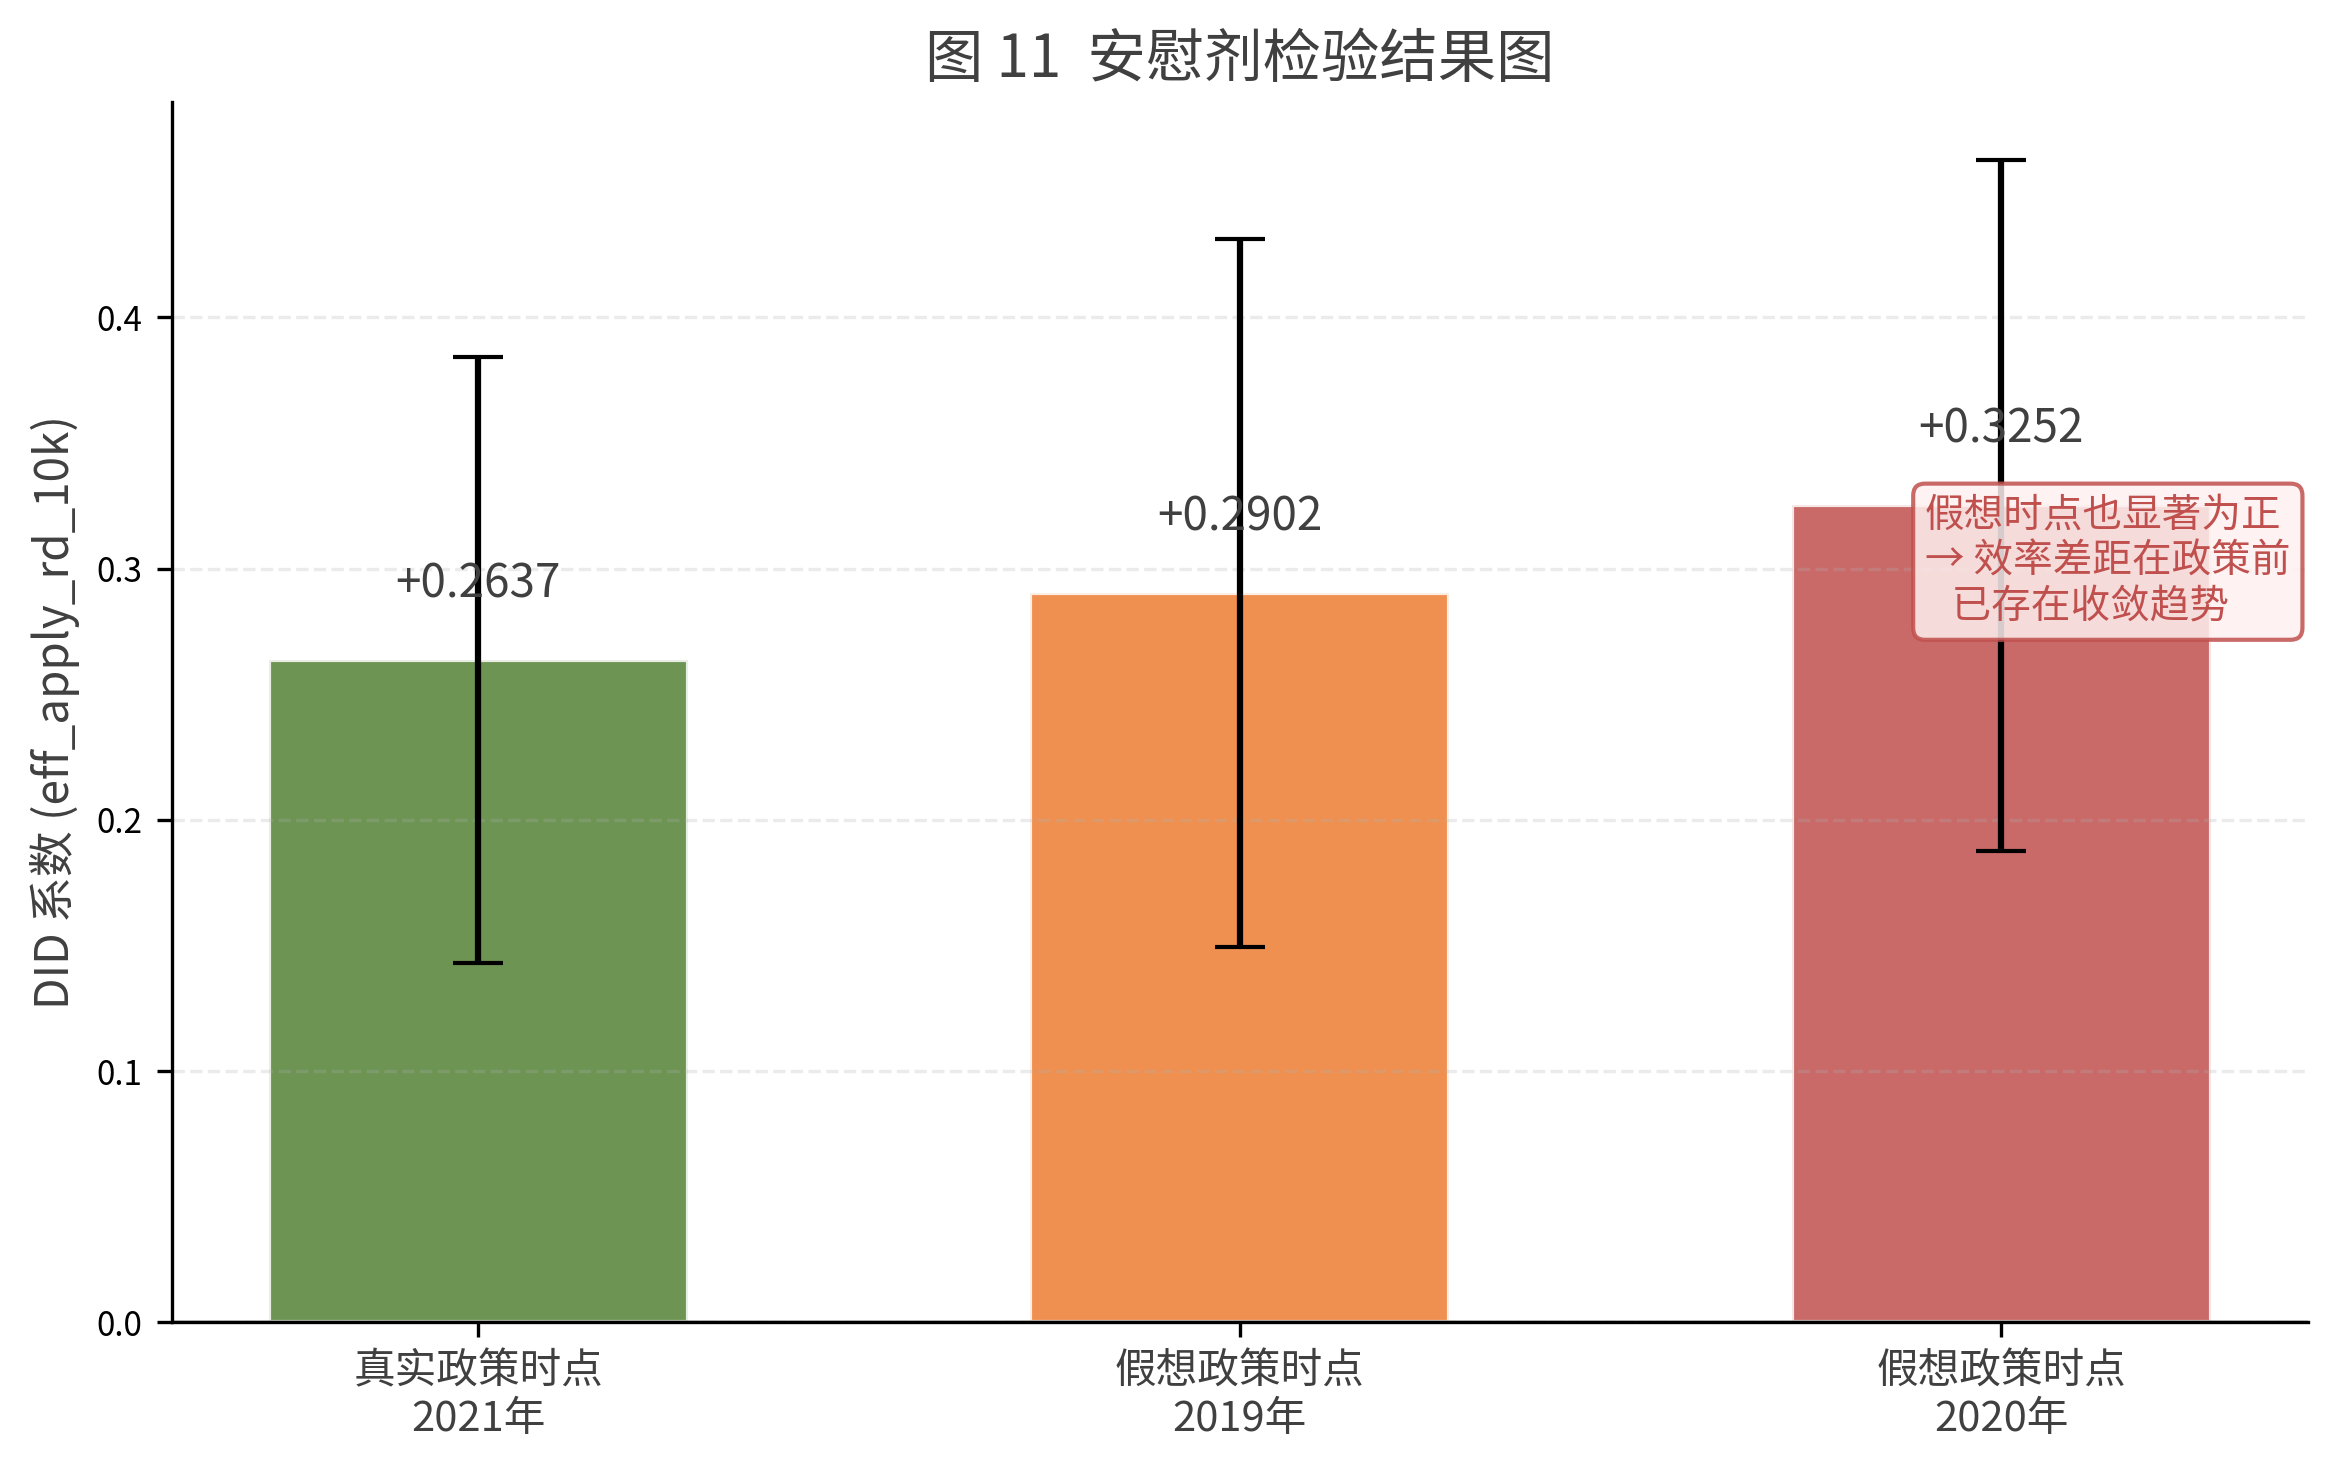 图 11  安慰剂检验结果图
DID 系数 (eff_apply_rd_10k)
0.4
0.3
0.2
0.1
0.0
+0.2637
+0.2902
+0.3252
假想时点也显著为正
→ 效率差距在政策前
已存在收敛趋势
真实政策时点
2021年
假想政策时点
2019年
假想政策时点
2020年